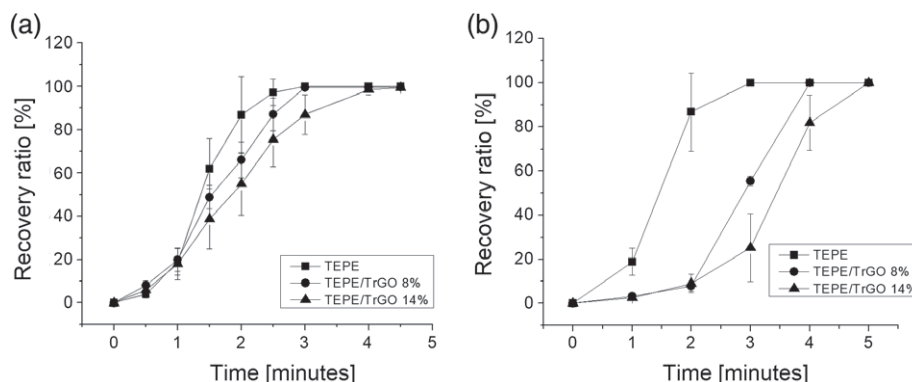 (a)
120
100
80
60
40
20
0
Recovery ratio [%]
0 1 2 3 4 5
Time [minutes]
TEPE
TEPE/TrGO 8%
TEPE/TrGO 14%
(b)
120
100
80
60
40
20
0
Recovery ratio [%]
0 1 2 3 4 5
Time [minutes]
TEPE
TEPE/TrGO 8%
TEPE/TrGO 14%